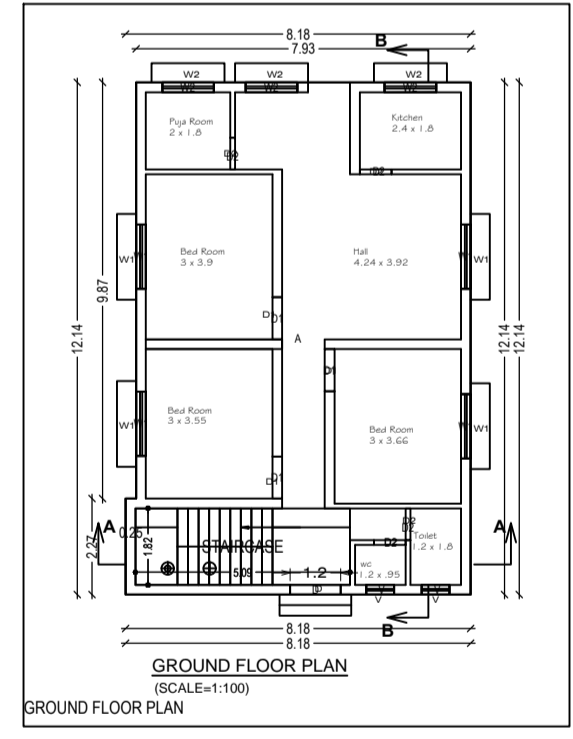 8.18
7.93
B
W2
W2
W2
W2
W2
W2
Puja Room
2 x 1.8
Kitchen
2.4 x 1.8
D2
D2
Bed Room
3 x 3.9
Hall
4.24 x 3.92
W1
W1
9.87
12.14
12.14
12.14
D1
A
D1
Bed Room
3 x 3.55
Bed Room
3 x 3.66
W1
W1
D1
A
0.25
2.27
1.82
STAIRCASE
5.09
1.2
D
D2
D2
Toilet
1.2 x 1.8
wc
1.2 x .95
A
V
V
B
8.18
8.18
GROUND FLOOR PLAN
(SCALE=1:100)
GROUND FLOOR PLAN